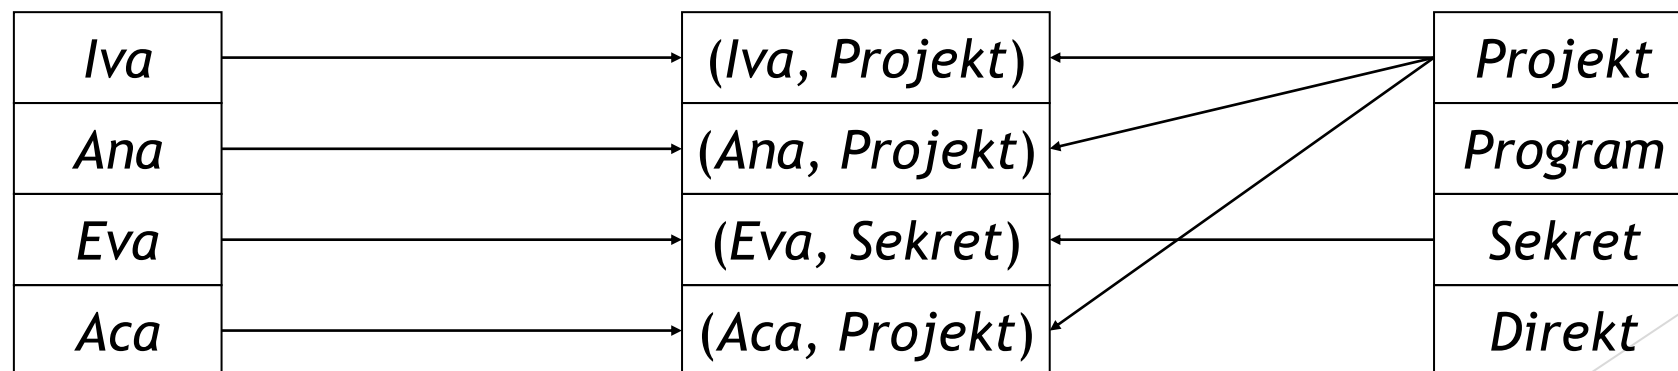 Iva (Iva, Projekt) Projekt
Ana (Ana, Projekt) Program
Eva (Eva, Sekret) Sekret
Aca (Aca, Projekt) Direkt